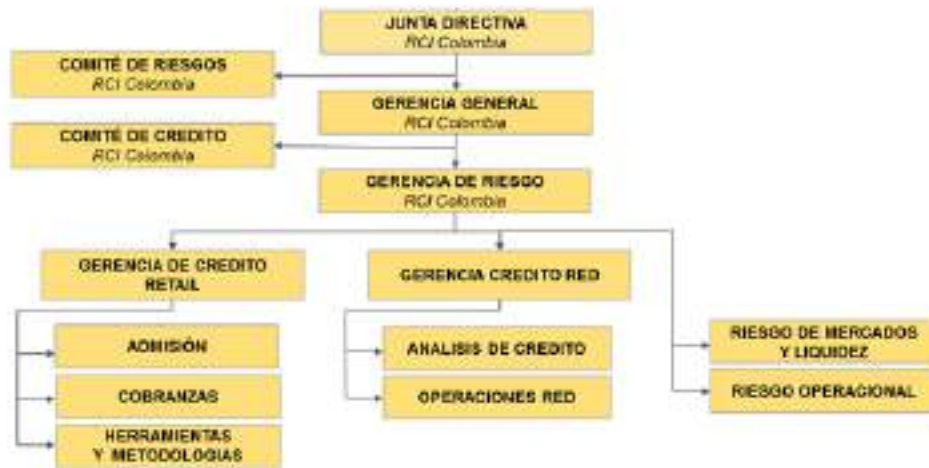 JUNTA DIRECTIVA
RCI Colombia
COMITÉ DE RIESGOS
RCI Colombia
GERENCIA GENERAL
RCI Colombia
COMITÉ DE CREDITO
RCI Colombia
GERENCIA DE RIESGO
RCI Colombia
GERENCIA DE CREDITO
RETAIL
GERENCIA CREDITO RED
ADMISIÓN
COBRANZAS
HERRAMIENTAS
Y METODOLOGIAS
ANALISIS DE CREDITO
OPERACIONES RED
RIESGO DE MERCADOS
Y LIQUIDEZ
RIESGO OPERACIONAL